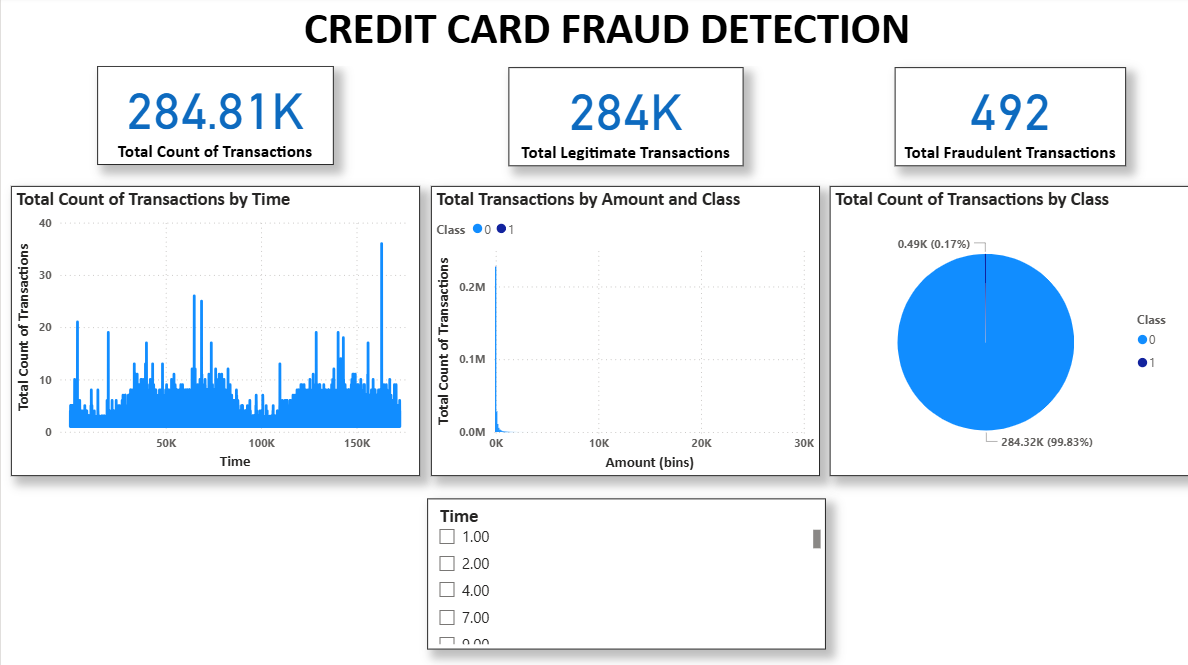 CREDIT CARD FRAUD DETECTION
284.81K
Total Count of Transactions
284K
Total Legitimate Transactions
492
Total Fraudulent Transactions
Total Count of Transactions by Time
Total Count of Transactions
40
30
20
10
0
50K
100K
150K
Time
Total Transactions by Amount and Class
Class 0 1
Total Count of Transactions
0.2M
0.1M
0.0M
0K
10K
20K
30K
Amount (bins)
Total Count of Transactions by Class
0.49K (0.17%)
284.32K (99.83%)
Class
0
1
Time
1.00
2.00
4.00
7.00